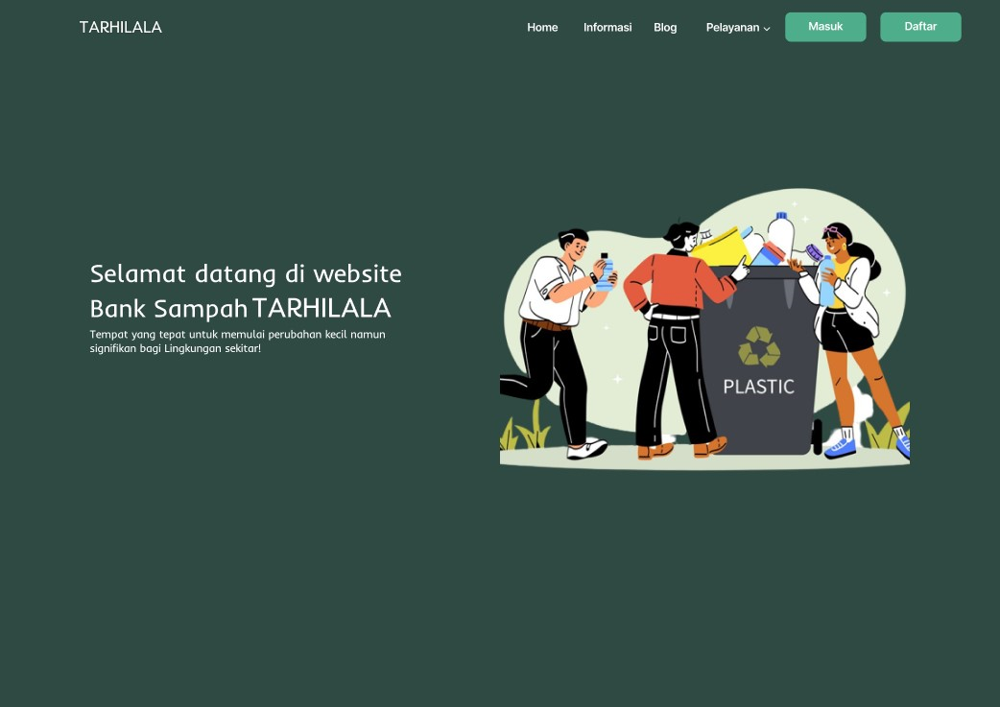 TARHILALA
Home Informasi Blog Pelayanan Masuk Daftar
Selamat datang di website
Bank Sampah TARHILALA
Tempat yang tepat untuk memulai perubahan kecil namun
signifikan bagi Lingkungan sekitar!
PLASTIC